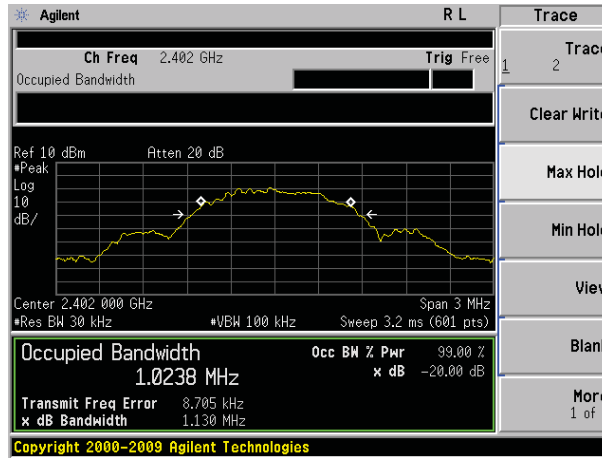 Agilent R L Trace
Ch Freq 2.402 GHz Trig Free
Occupied Bandwidth
Trace
1 2
Clear Write
Max Hold
Min Hold
View
Blank
More
1 of
Ref 10 dBm Atten 20 dB
#Peak
Log
10
dB/
Center 2.402 000 GHz Span 3 MHz
#Res BW 30 kHz #VBW 100 kHz Sweep 3.2 ms (601 pts)
Occupied Bandwidth Occ BW % Pwr 99.00 %
1.0238 MHz x dB -20.00 dB
Transmit Freq Error 8.705 kHz
x dB Bandwidth 1.130 MHz
Copyright 2000-2009 Agilent Technologies